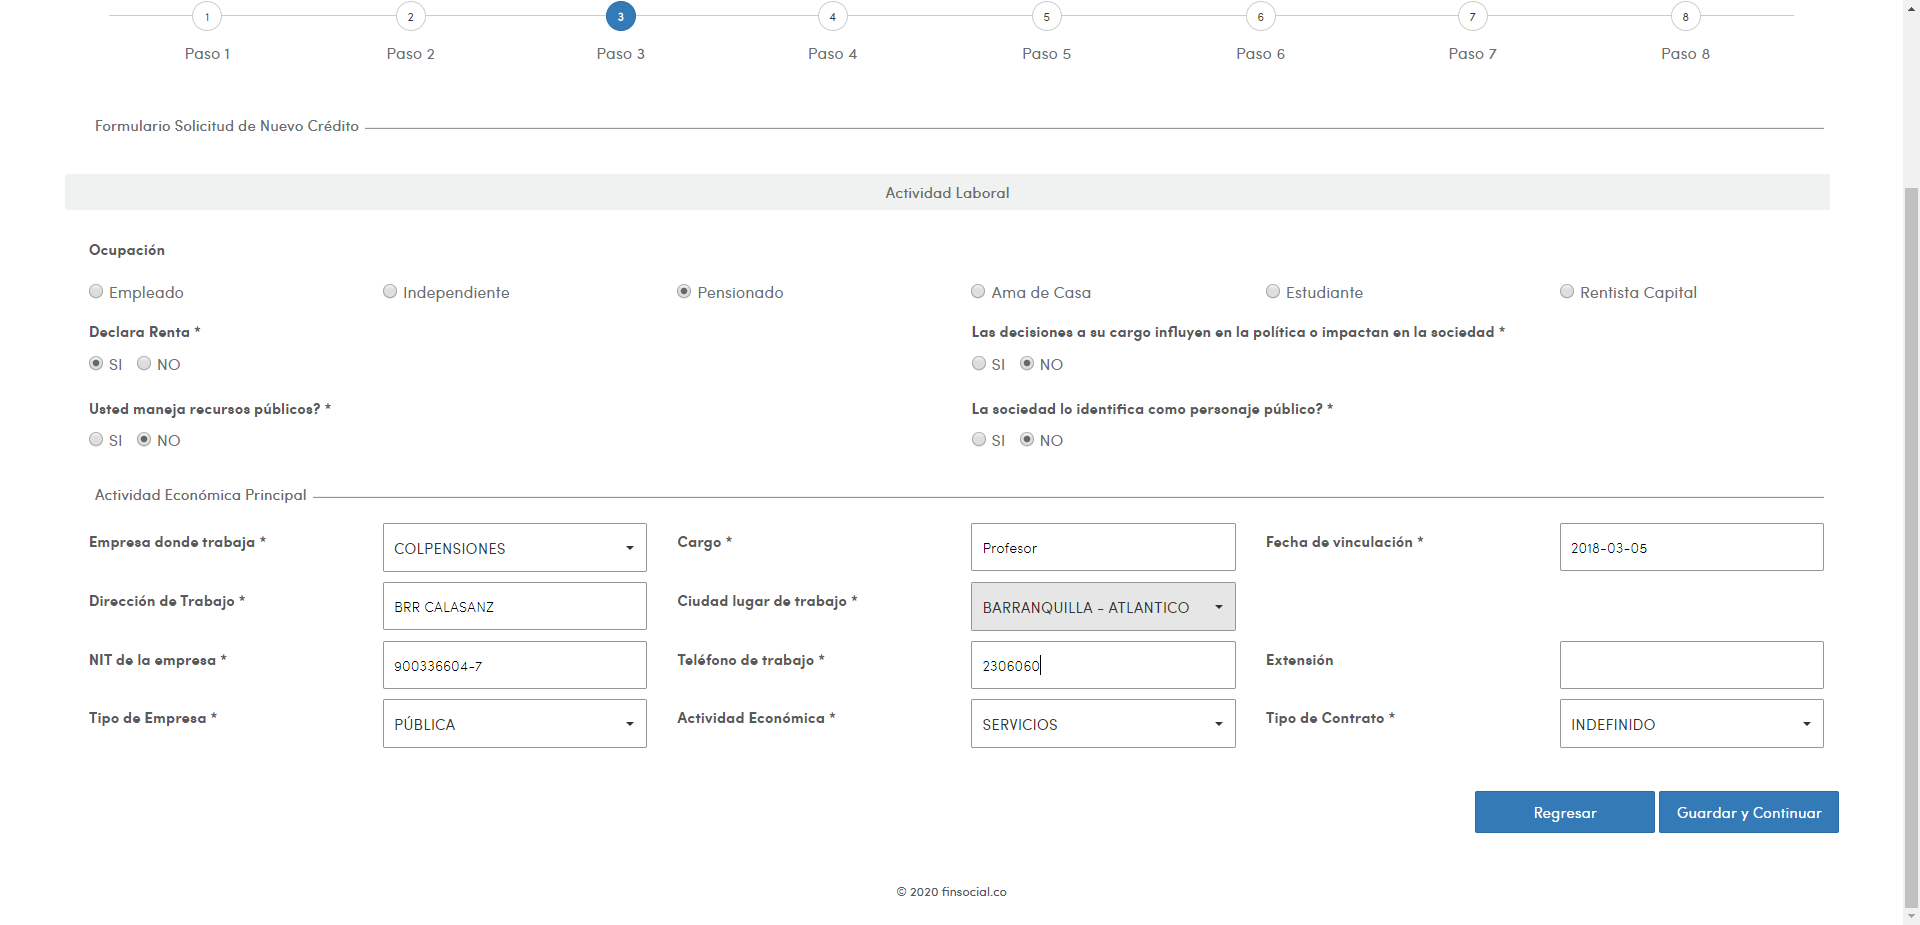 1 2 3 4 5 6 7 8
Paso 1 Paso 2 Paso 3 Paso 4 Paso 5 Paso 6 Paso 7 Paso 8
Formulario Solicitud de Nuevo Crédito
Actividad Laboral
Ocupación
Empleado Independiente Pensionado Ama de Casa Estudiante Rentista Capital
Declara Renta * Las decisiones a su cargo influyen en la política o impactan en la sociedad *
SI NO SI NO
Usted maneja recursos públicos? * La sociedad lo identifica como personaje público? *
SI NO SI NO
Actividad Económica Principal
Empresa donde trabaja * COLPENSIONES Cargo * Profesor Fecha de vinculación * 2018-03-05
Dirección de Trabajo * BRR CALASANZ Ciudad lugar de trabajo * BARRANQUILLA - ATLANTICO
NIT de la empresa * 900336604-7 Teléfono de trabajo * 2306060 Extensión
Tipo de Empresa * PÚBLICA Actividad Económica * SERVICIOS Tipo de Contrato * INDEFINIDO
Regresar Guardar y Continuar
© 2020 finsocial.co